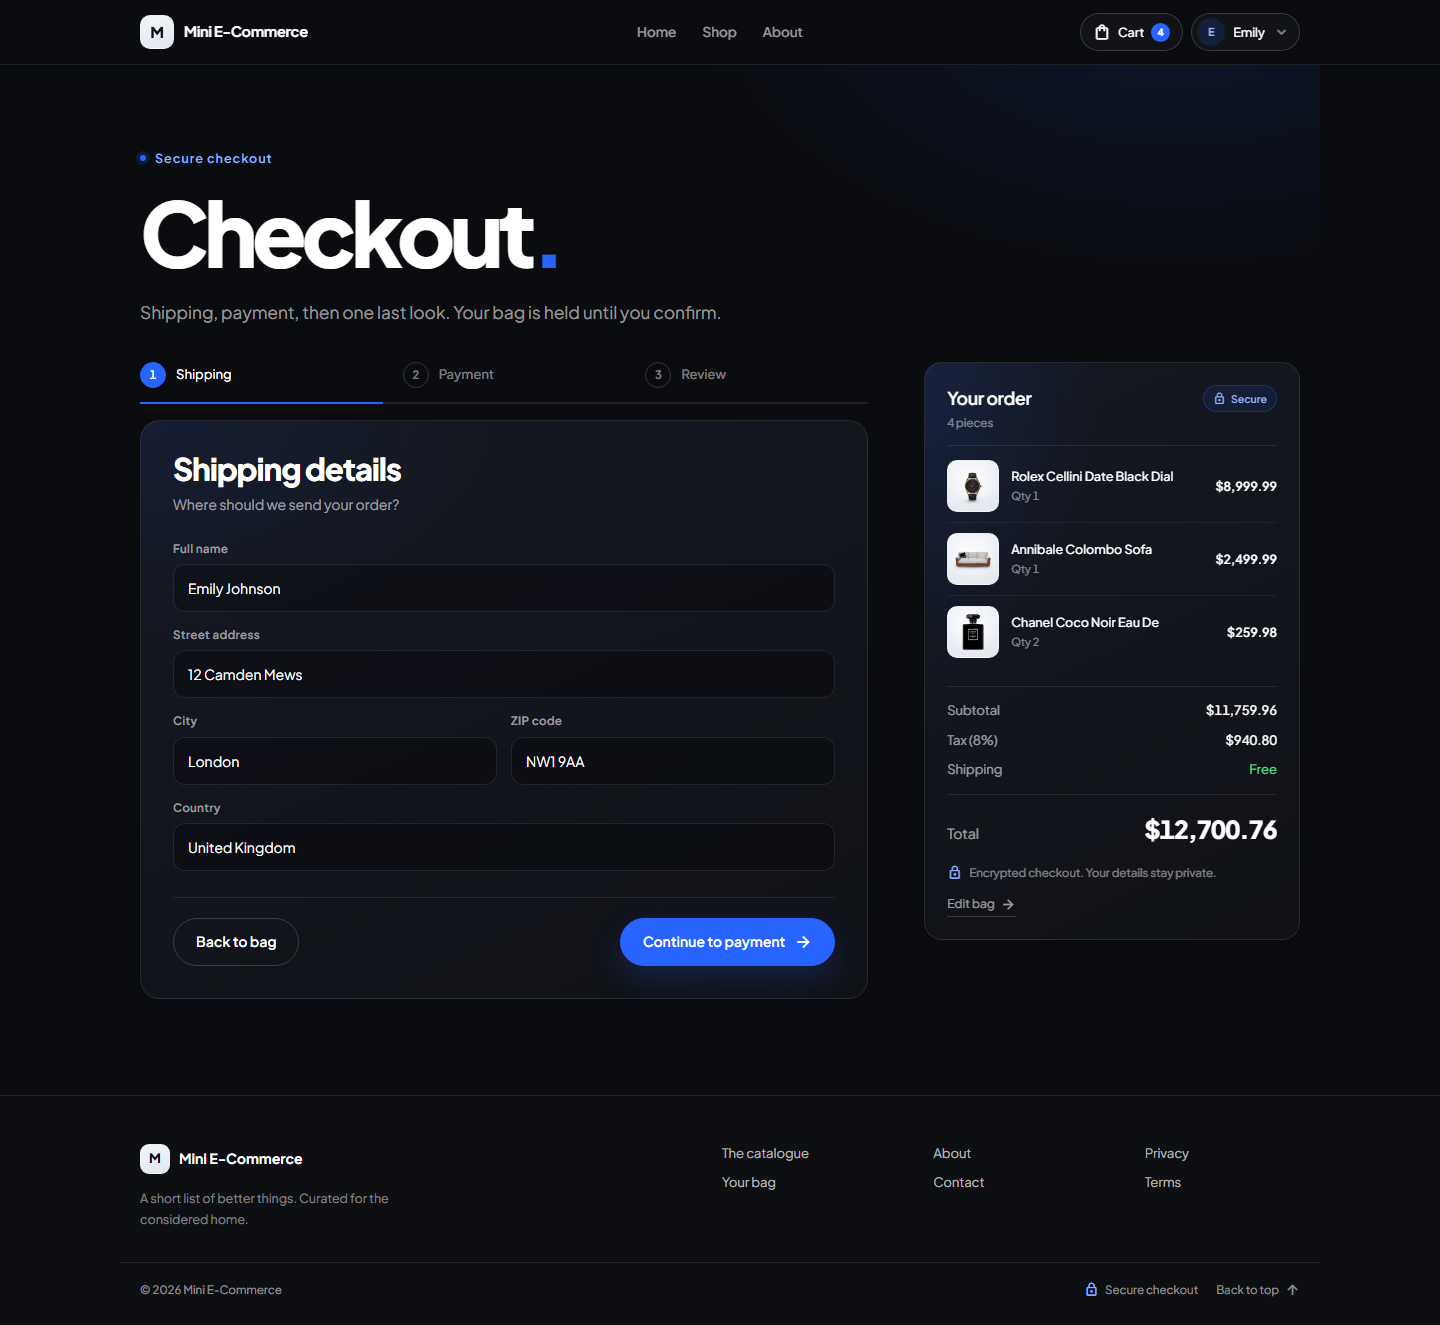 M Mini E-Commerce
Home Shop About
Cart 4
E Emily
Secure checkout
Checkout.
Shipping, payment, then one last look. Your bag is held until you confirm.
1 Shipping
2 Payment
3 Review
Shipping details
Where should we send your order?
Full name
Emily Johnson
Street address
12 Camden Mews
City ZIP code
London NW1 9AA
Country
United Kingdom
Back to bag
Continue to payment
Your order
Secure
4 pieces
Rolex Cellini Date Black Dial
Qty 1
$8,999.99
Annibale Colombo Sofa
Qty 1
$2,499.99
Chanel Coco Noir Eau De
Qty 2
$259.98
Subtotal $11,759.96
Tax (8%) $940.80
Shipping Free
Total $12,700.76
Encrypted checkout. Your details stay private.
Edit bag
M Mini E-Commerce
A short list of better things. Curated for the
considered home.
The catalogue
Your bag
About
Contact
Privacy
Terms
© 2026 Mini E-Commerce
Secure checkout
Back to top